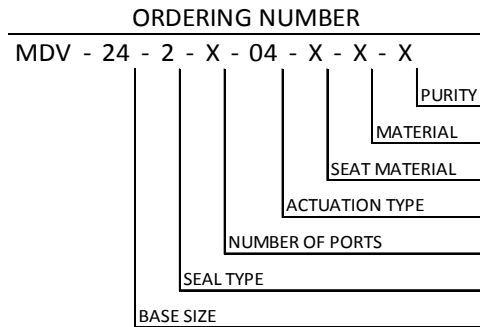 ORDERING NUMBER
MDV - 24 - 2 - X - 04 - X - X - X
PURITY
MATERIAL
SEAT MATERIAL
ACTUATION TYPE
NUMBER OF PORTS
SEAL TYPE
BASE SIZE